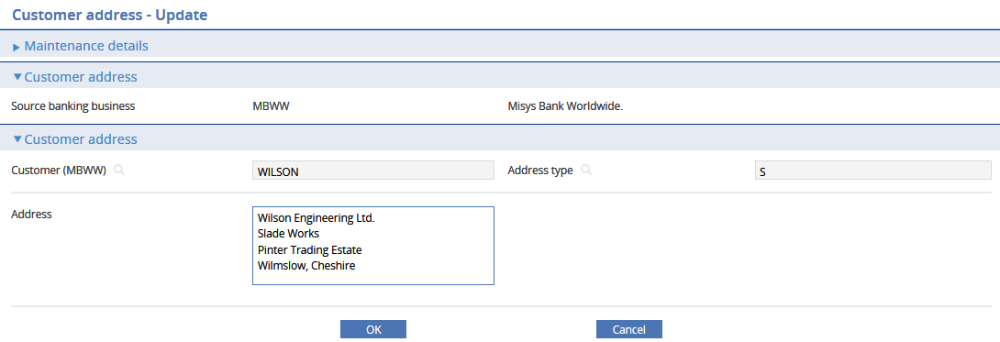 Customer address - Update
Maintenance details
Customer address
Source banking business MBWW Misys Bank Worldwide.
Customer address
Customer (MBWW) WILSON Address type S
Address
Wilson Engineering Ltd.
Slade Works
Pinter Trading Estate
Wilmslow, Cheshire
OK Cancel